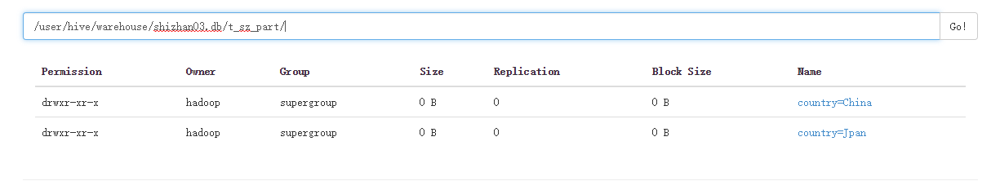 /user/hive/warehouse/shizhan03.db/t_sz_part/ Go!
Permission Owner Group Size Replication Block Size Name
drwxr-xr-x hadoop supergroup 0 B 0 0 B country=China
drwxr-xr-x hadoop supergroup 0 B 0 0 B country=Jpan